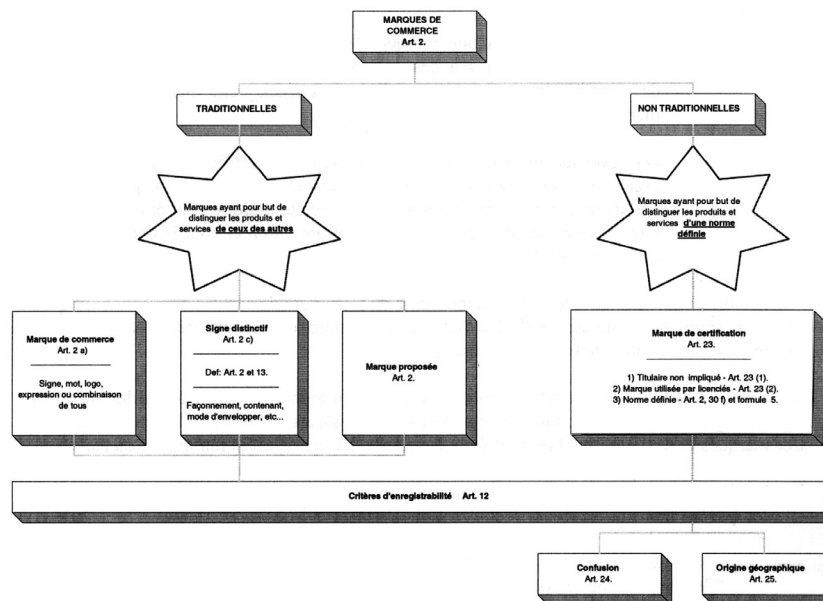 MARQUES DE
COMMERCE
Art. 2.
TRADITIONNELLES
NON TRADITIONNELLES
Marques ayant pour but de
distinguer les produits et
services de ceux des autres
Marques ayant pour but de
distinguer les produits et
services d'une norme
définie
Marque de commerce
Art. 2 a)
Signe, mot, logo,
expression ou combinaison
de tous
Signe distinctif
Art. 2 c)
Def: Art. 2 et 13.
Façonnement, contenant,
mode d'envelopper, etc...
Marque proposée
Art. 2.
Marque de certification
Art. 23.
1) Titulaire non impliqué - Art. 23 (1).
2) Marque utilisée par licenciés - Art. 23 (2).
3) Norme définie - Art. 2, 30 f) et formule 5.
Critères d'enregistrabilité Art. 12
Confusion
Art. 24.
Origine géographique
Art. 25.